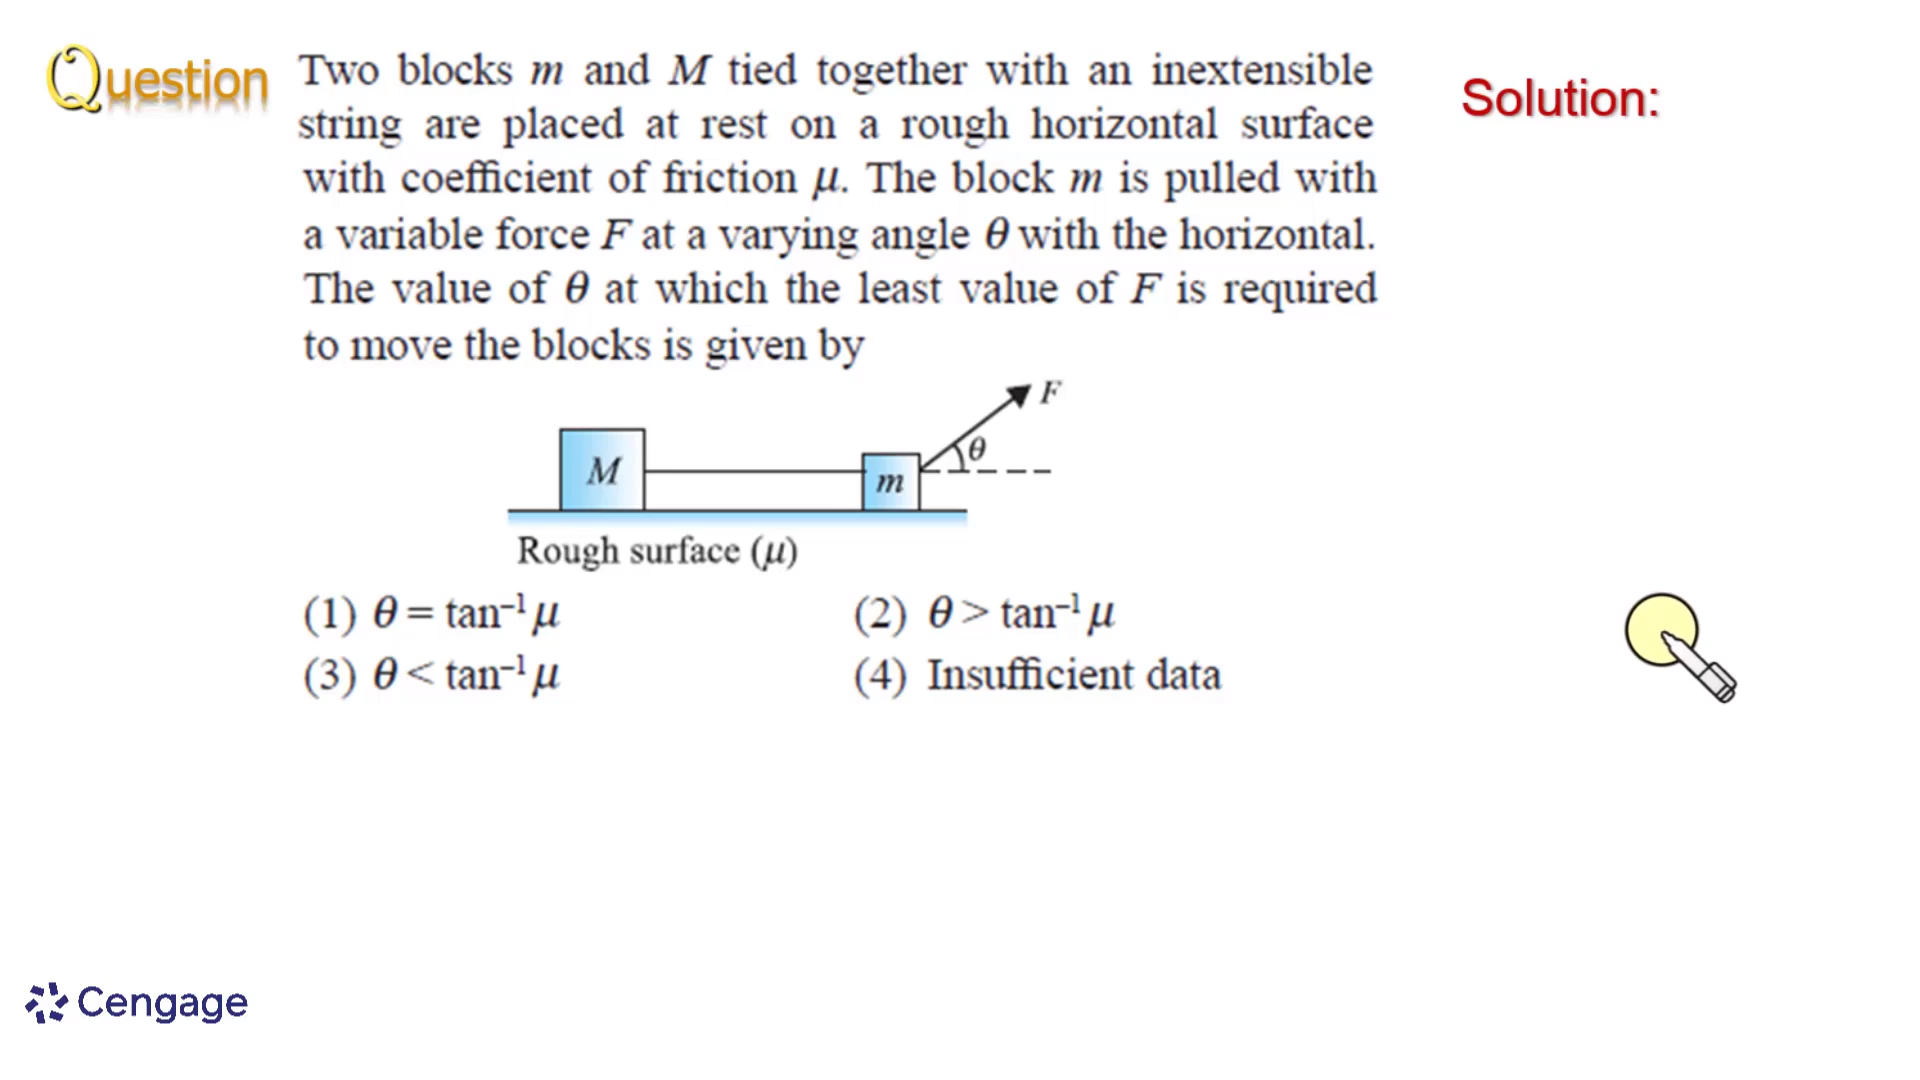 Question
Two blocks m and M tied together with an inextensible
string are placed at rest on a rough horizontal surface
with coefficient of friction μ. The block m is pulled with
a variable force F at a varying angle θ with the horizontal.
The value of θ at which the least value of F is required
to move the blocks is given by
Solution:
F
θ
M
m
Rough surface (μ)
(1) θ = tan⁻¹ μ (2) θ > tan⁻¹ μ
(3) θ < tan⁻¹ μ (4) Insufficient data
Cengage